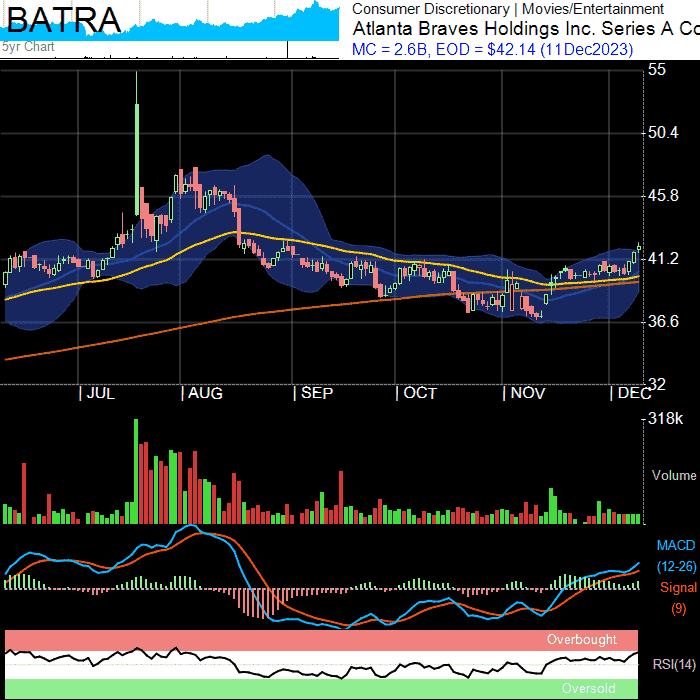 BATRA
5yr Chart
Consumer Discretionary | Movies/Entertainment
Atlanta Braves Holdings Inc. Series A Co
MC = 2.6B, EOD = $42.14 (11Dec2023)
55
50.4
45.8
41.2
36.6
32
| JUL | AUG | SEP | OCT | NOV | DEC
318k
Volume
MACD
(12-26)
Signal
(9)
Overbought
RSI(14)
Oversold